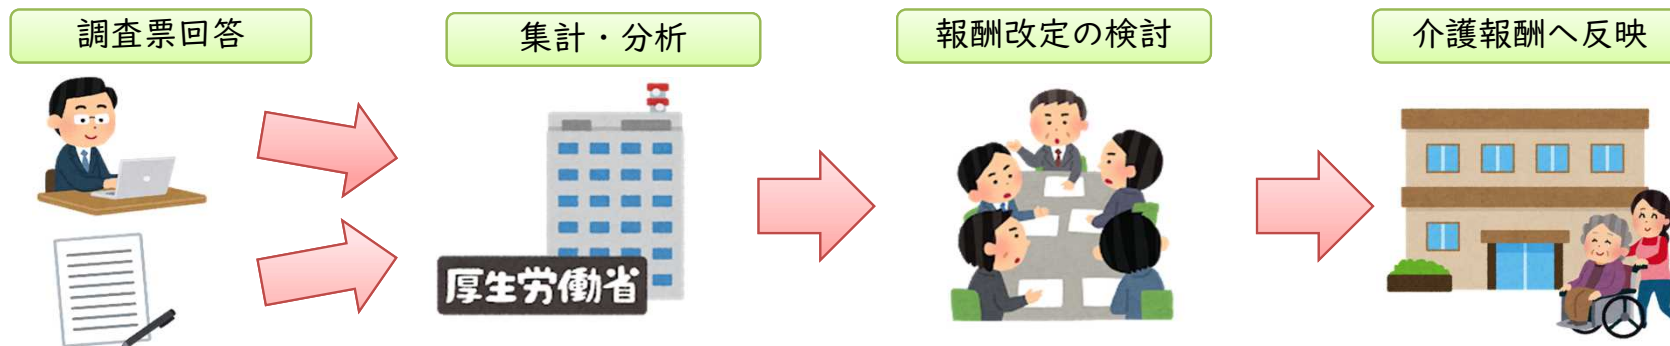 調査票回答
集計・分析
報酬改定の検討
介護報酬へ反映
厚生労働省